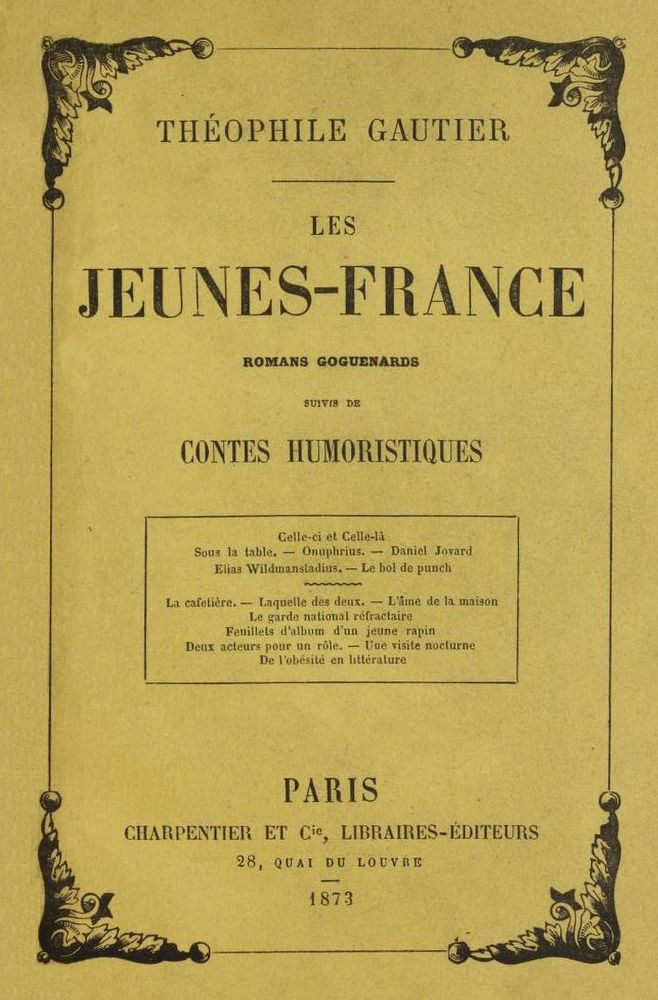 THÉOPHILE GAUTIER
LES
JEUNES-FRANCE
ROMANS GOGUENARDS
SUIVIS DE
CONTES HUMORISTIQUES
Celle-ci et Celle-là
Sous la table. — Onuphrius. — Daniel Jovard
Elias Wildmanstadius. — Le bol de punch
La cafetière. — Laquelle des deux. — L'âme de la maison
Le garde national réfractaire
Feuillets d'album d'un jeune rapin
Deux acteurs pour un rôle. — Une visite nocturne
De l'obésité en littérature
PARIS
CHARPENTIER ET Cie, LIBRAIRES-ÉDITEURS
28, QUAI DU LOUVRE
1873